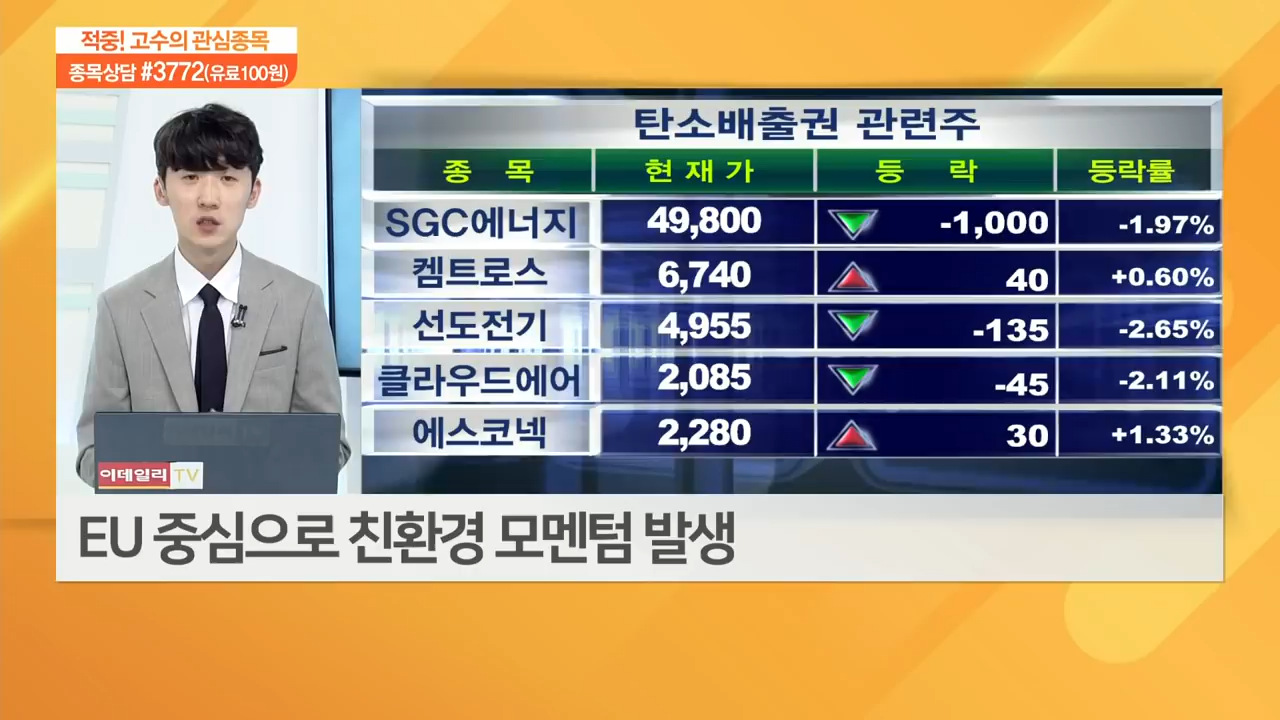 적중! 고수의 관심종목
종목상담 #3772(유료100원)
탄소배출권 관련주
종 목 현 재 가 등 락 등락률
SGC에너지 49,800 -1,000 -1.97%
켐트로스 6,740 40 +0.60%
선도전기 4,955 -135 -2.65%
클라우드에어 2,085 -45 -2.11%
에스코넥 2,280 30 +1.33%
이데일리 TV
EU 중심으로 친환경 모멘텀 발생